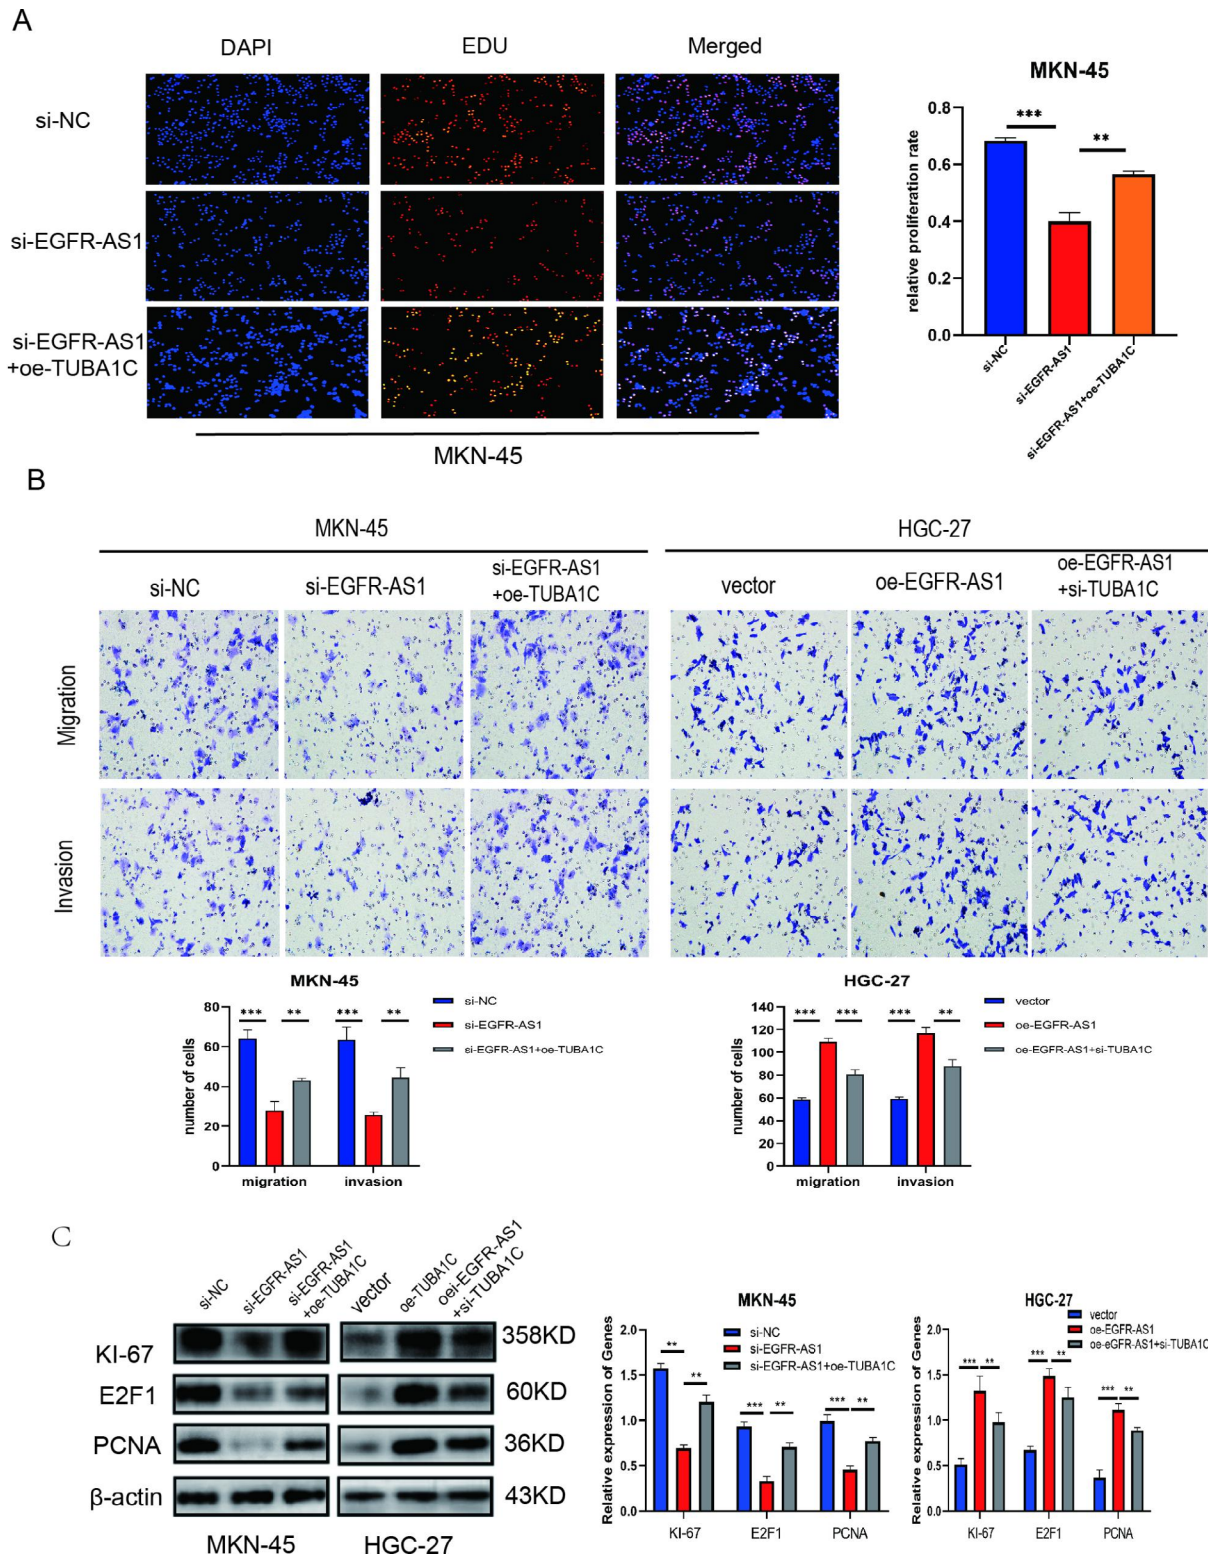 A
DAPI
EDU
Merged
si-NC
si-EGFR-AS1
si-EGFR-AS1
+oe-TUBA1C
MKN-45
MKN-45
relative proliferation rate
0.8
0.6
0.4
0.2
0.0
***
**
si-NC
si-EGFR-AS1
si-EGFR-AS1+oe-TUBA1C
B
MKN-45
HGC-27
si-NC
si-EGFR-AS1
si-EGFR-AS1
+oe-TUBA1C
vector
oe-EGFR-AS1
oe-EGFR-AS1
+si-TUBA1C
Migration
Invasion
MKN-45
number of cells
80
60
40
20
0
*** ** *** **
migration invasion
si-NC
si-EGFR-AS1
si-EGFR-AS1+oe-TUBA1C
HGC-27
number of cells
140
120
100
80
60
40
20
0
*** *** *** **
migration invasion
vector
oe-EGFR-AS1
oe-EGFR-AS1+si-TUBA1C
C
si-NC
si-EGFR-AS1
si-EGFR-AS1
+oe-TUBA1C
vector
oe-TUBA1C
oei-EGFR-AS1
+si-TUBA1C
KI-67
358KD
E2F1
60KD
PCNA
36KD
β-actin
43KD
MKN-45
HGC-27
MKN-45
Relative expression of Genes
2.0
1.5
1.0
0.5
0.0
** ** *** ** *** **
KI-67 E2F1 PCNA
si-NC
si-EGFR-AS1
si-EGFR-AS1+oe-TUBA1C
HGC-27
Relative expression of Genes
2.0
1.5
1.0
0.5
0.0
*** ** *** ** *** **
KI-67 E2F1 PCNA
vector
oe-EGFR-AS1
oe-eGFR-AS1+si-TUBA1C